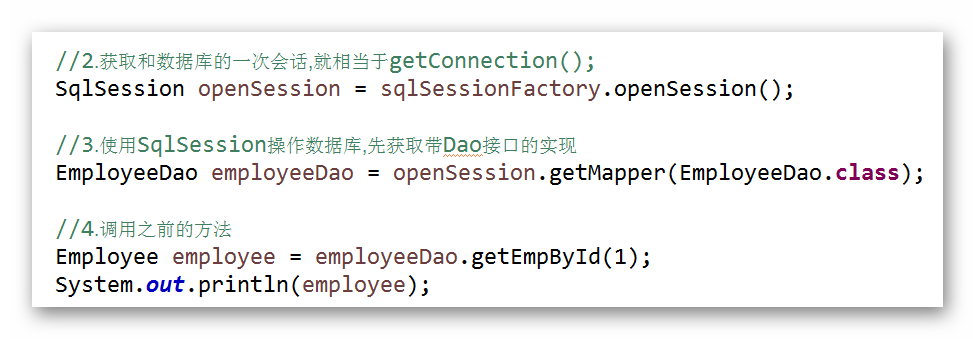 //2.获取和数据库的一次会话,就相当于getConnection();
SqlSession openSession = sqlSessionFactory.openSession();
//3.使用SqlSession操作数据库,先获取带Dao接口的实现
EmployeeDao employeeDao = openSession.getMapper(EmployeeDao.class);
//4.调用之前的方法
Employee employee = employeeDao.getEmpById(1);
System.out.println(employee);